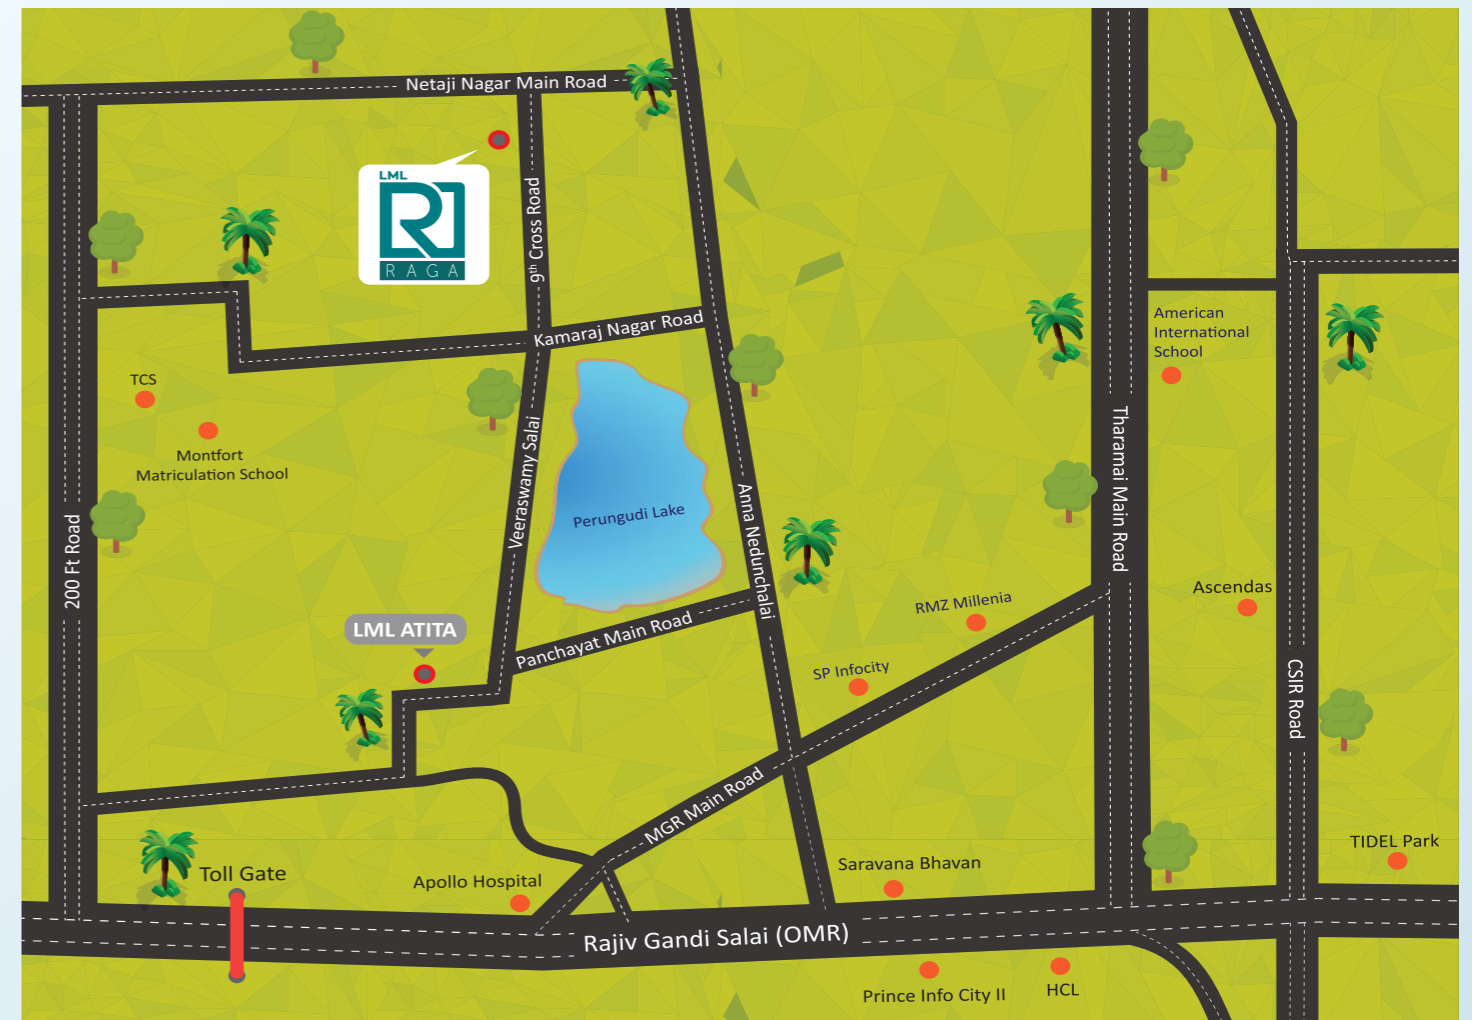 Netaji Nagar Main Road
LML
R
RAGA
9th Cross Road
Kamaraj Nagar Road
American
International
School
TCS
Montfort
Matriculation School
Veeraswamy Salai
Perungudi Lake
Anna Nedunchalai
Tharamai Main Road
200 Ft Road
RMZ Millenia
Ascendas
LML ATITA
Panchayat Main Road
SP Infocity
CSIR Road
MGR Main Road
TIDEL Park
Saravana Bhavan
Toll Gate
Apollo Hospital
Rajiv Gandi Salai (OMR)
Prince Info City II
HCL